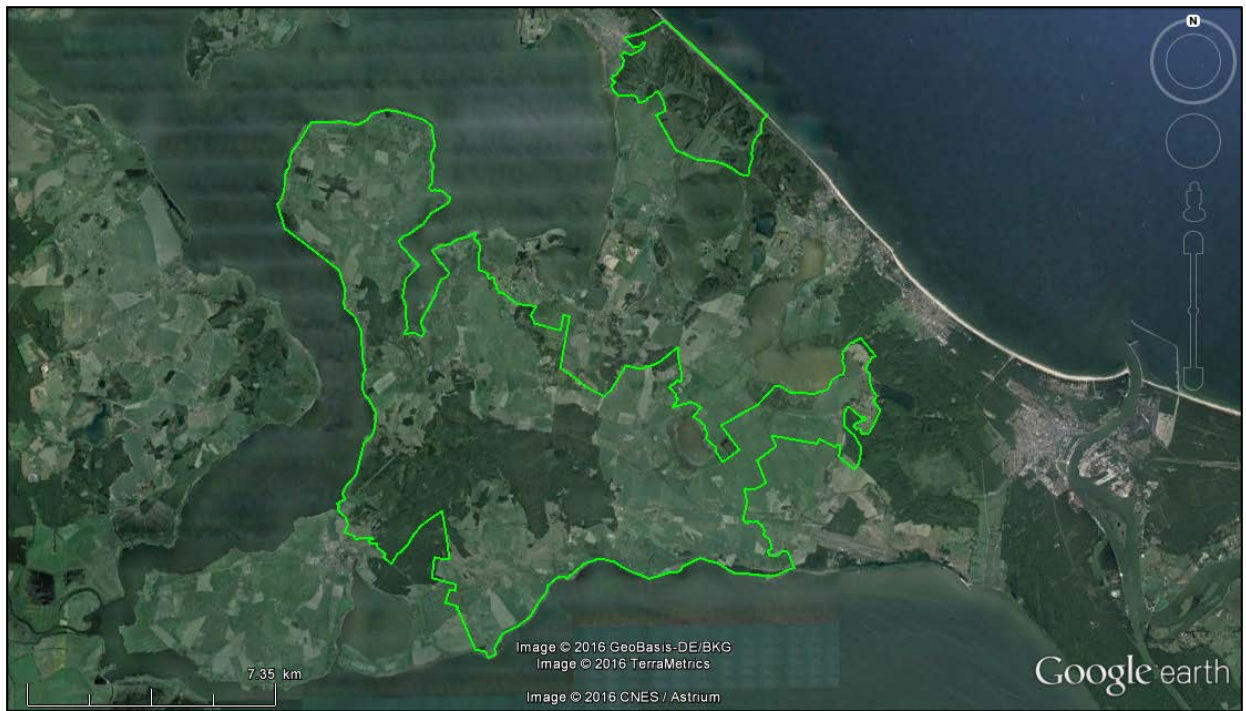 N
Image © 2016 GeoBasis-DE/BKG
Image © 2016 TerraMetrics
7.35 km
Image © 2016 CNES / Astrium
Google earth